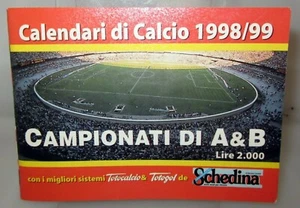 Calendari di Calcio 1998/99
CAMPIONATI DI A&B
Lire 2.000
con i migliori sistemi Totocalcio & Totogol de Schedina